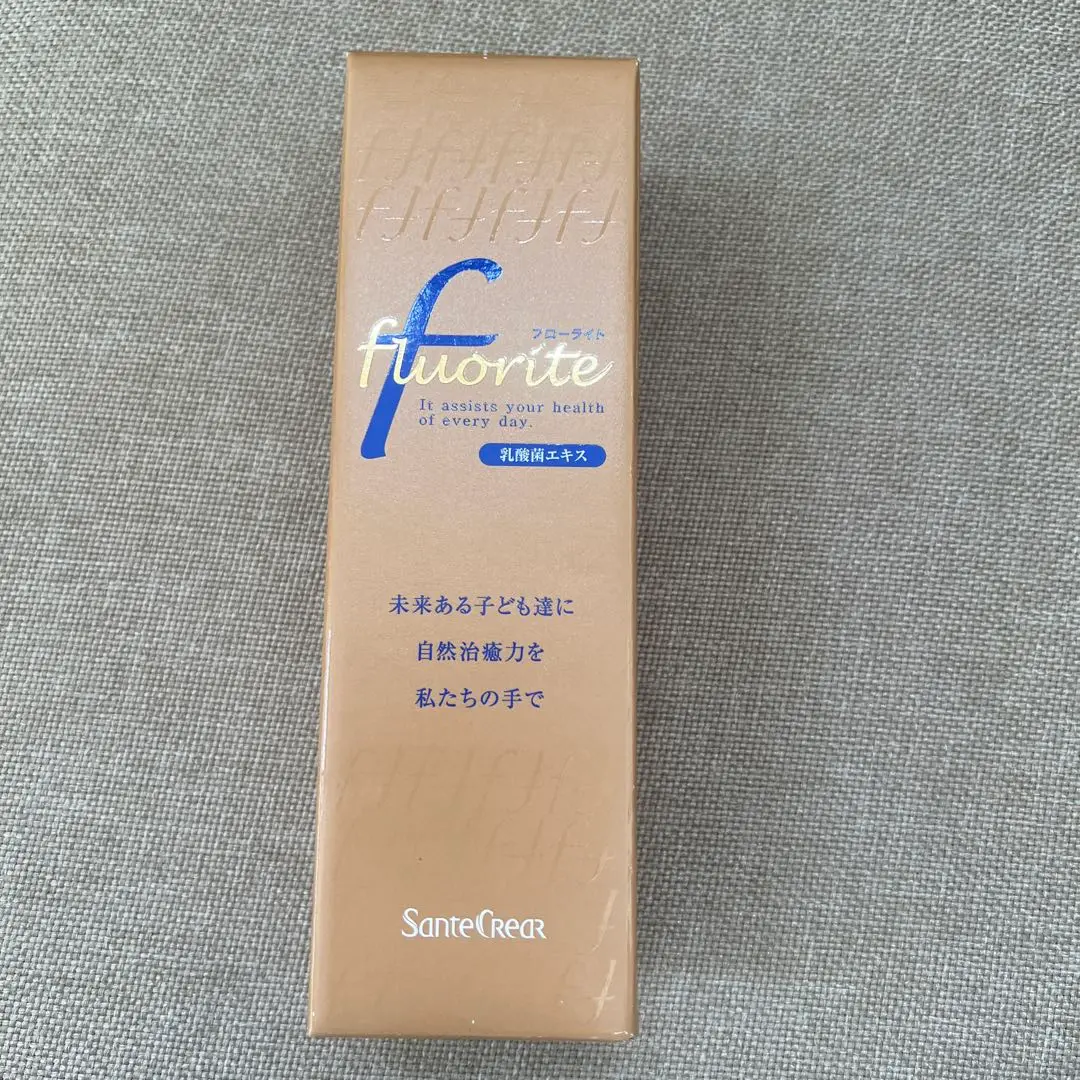 フローライト
fluorite
It assists your health
of every day.
乳酸菌エキス
未来ある子ども達に
自然治癒力を
私たちの手で
SanteCrear